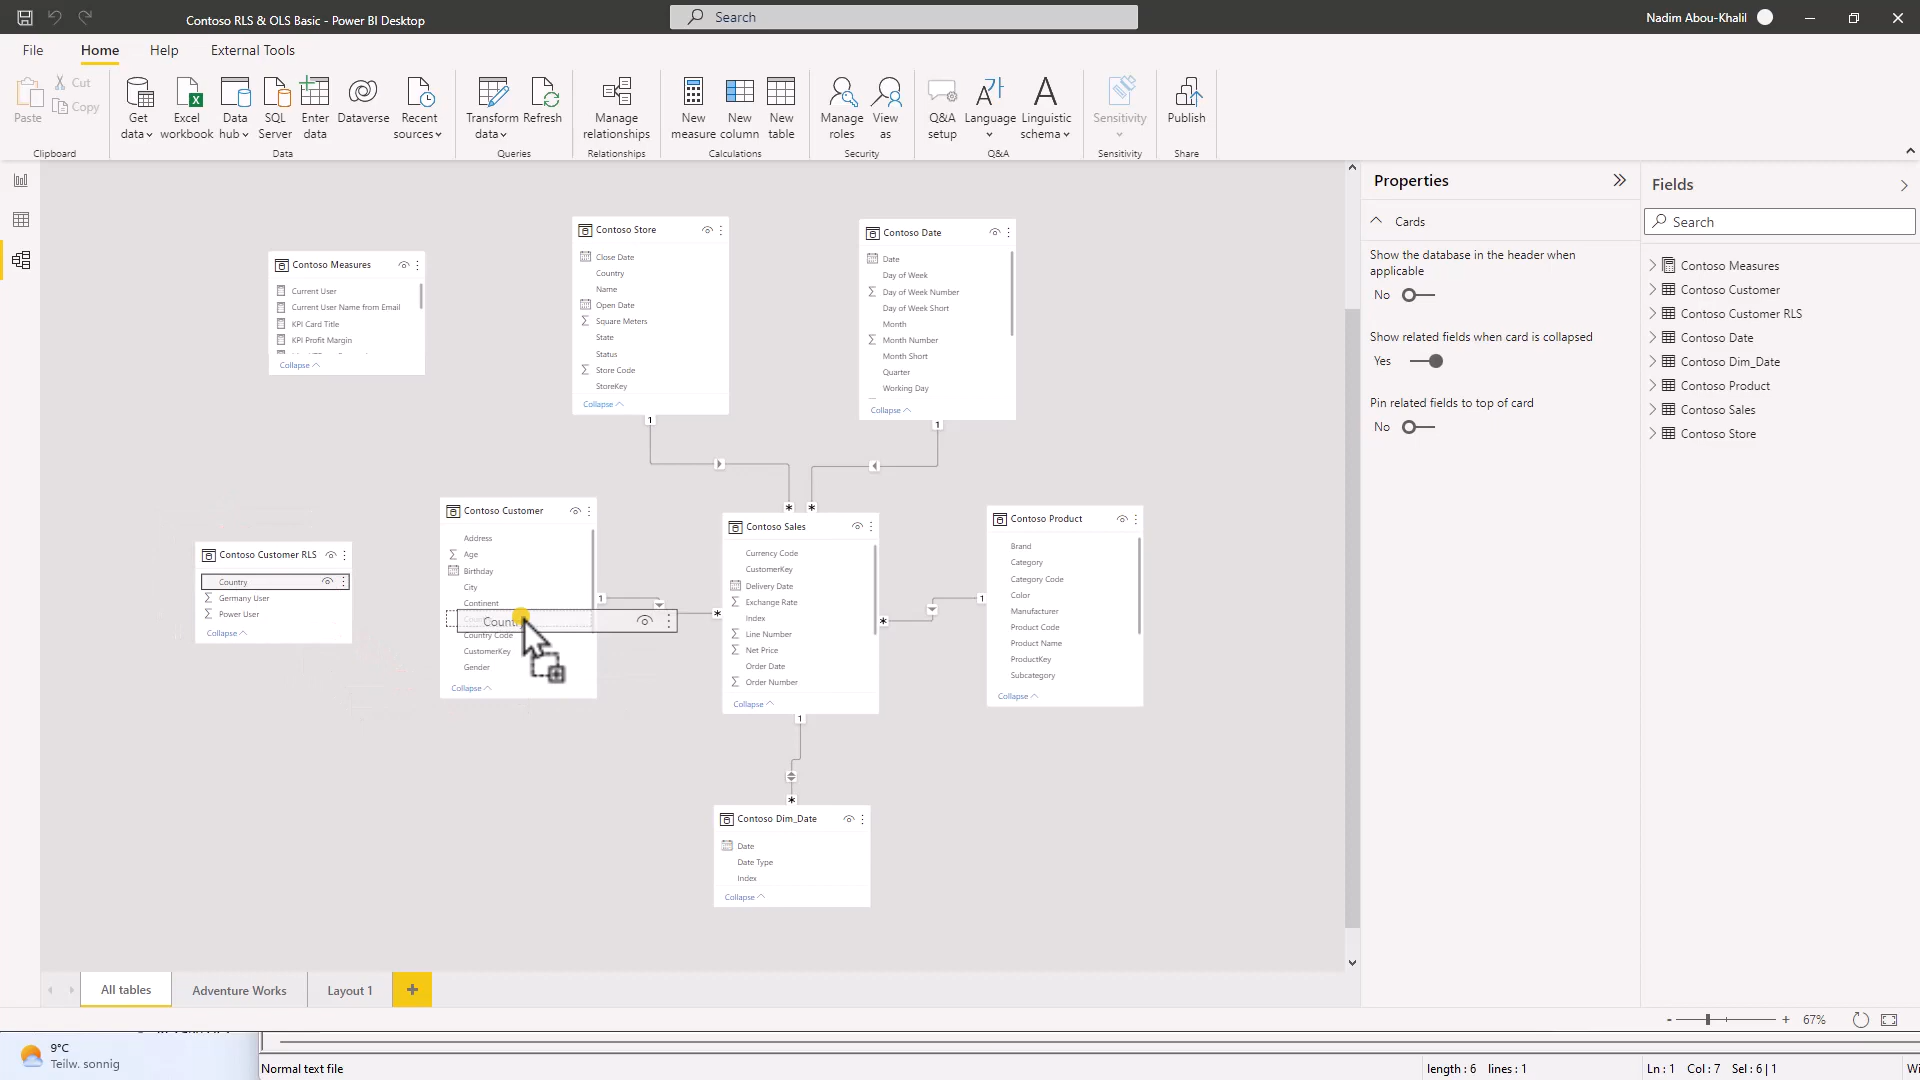 Contoso RLS & OLS Basic - Power BI Desktop
Search
Nadim Abou-Khalil
File
Home
Help
External Tools
Paste
Cut
Copy
Get data
Excel workbook
Data hub
SQL Server
Enter data
Dataverse
Recent sources
Transform data
Refresh
Manage relationships
New measure
New column
New table
Manage roles
View as
Q&A setup
Language
Linguistic schema
Sensitivity
Publish
Clipboard
Data
Queries
Relationships
Calculations
Security
Q&A
Sensitivity
Share
Contoso Measures
Current User
Current User Name from Email
KPI Card Title
KPI Profit Margin
Collapse
Contoso Store
Close Date
Country
Name
Open Date
Square Meters
State
Status
Store Code
StoreKey
Collapse
1
Contoso Date
Date
Day of Week
Day of Week Number
Day of Week Short
Month
Month Number
Month Short
Quarter
Working Day
Collapse
1
Contoso Customer RLS
Country
Germany User
Power User
Collapse
Contoso Customer
Address
Age
Birthday
City
Continent
Country
Country Code
CustomerKey
Gender
Collapse
1
*
*
*
Contoso Sales
Currency Code
CustomerKey
Delivery Date
Exchange Rate
Index
Line Number
Net Price
Order Date
Order Number
Collapse
1
*
*
1
Contoso Product
Brand
Category
Category Code
Color
Manufacturer
Product Code
Product Name
ProductKey
Subcategory
Collapse
Contoso Dim_Date
Date
Date Type
Index
Collapse
Properties
Cards
Show the database in the header when
applicable
No
Show related fields when card is collapsed
Yes
Pin related fields to top of card
No
Fields
Search
Contoso Measures
Contoso Customer
Contoso Customer RLS
Contoso Date
Contoso Dim_Date
Contoso Product
Contoso Sales
Contoso Store
All tables
Adventure Works
Layout 1
+
- + 67%
9°C
Teilw. sonnig
Normal text file
length : 6 lines : 1
Ln : 1 Col : 7 Sel : 6 | 1
Wi